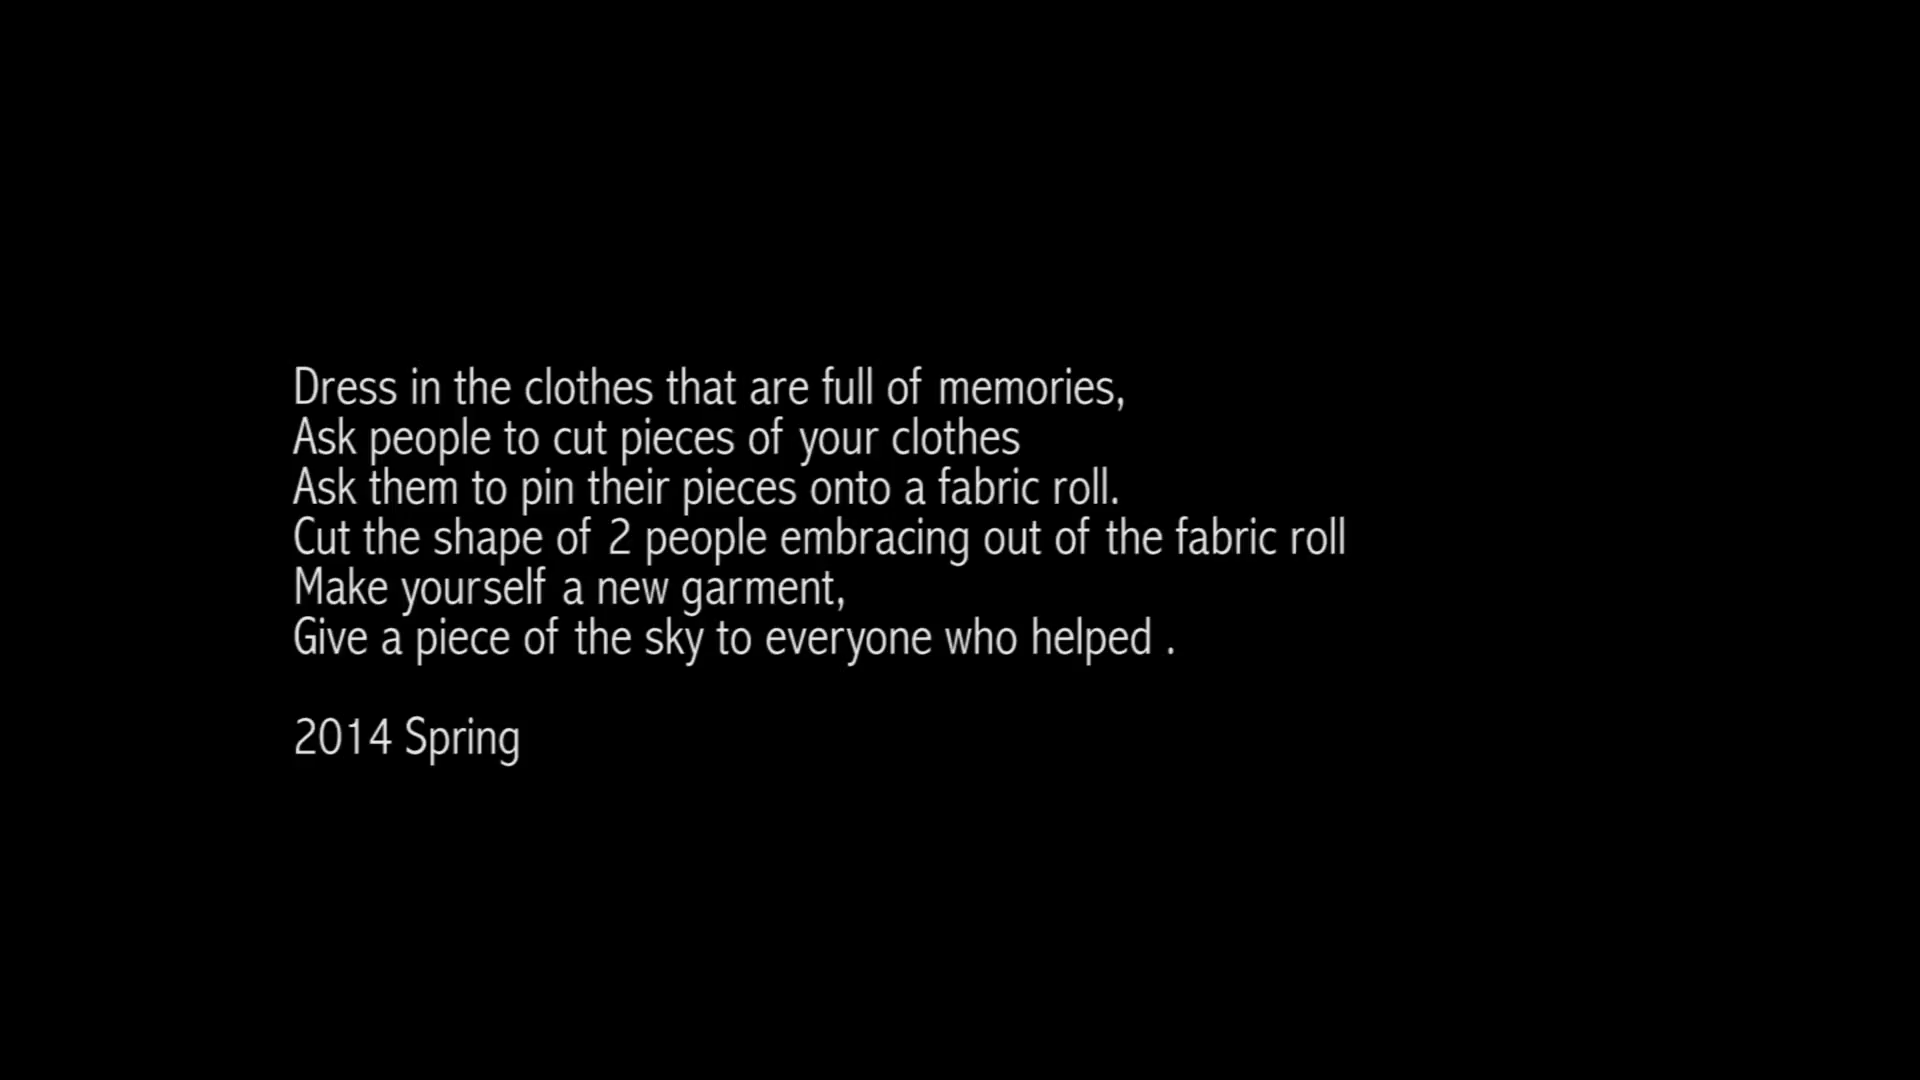 Dress in the clothes that are full of memories,
Ask people to cut pieces of your clothes
Ask them to pin their pieces onto a fabric roll.
Cut the shape of 2 people embracing out of the fabric roll
Make yourself a new garment,
Give a piece of the sky to everyone who helped .
2014 Spring